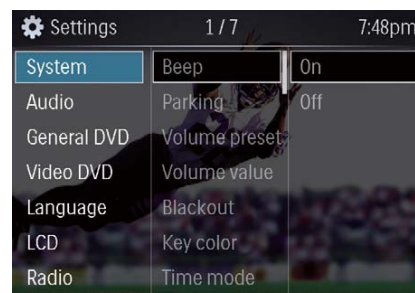 Settings 1/7 7:48pm
System Beep On
Audio Parking Off
General DVD Volume preset
Video DVD Volume value
Language Blackout
LCD Key color
Radio Time mode